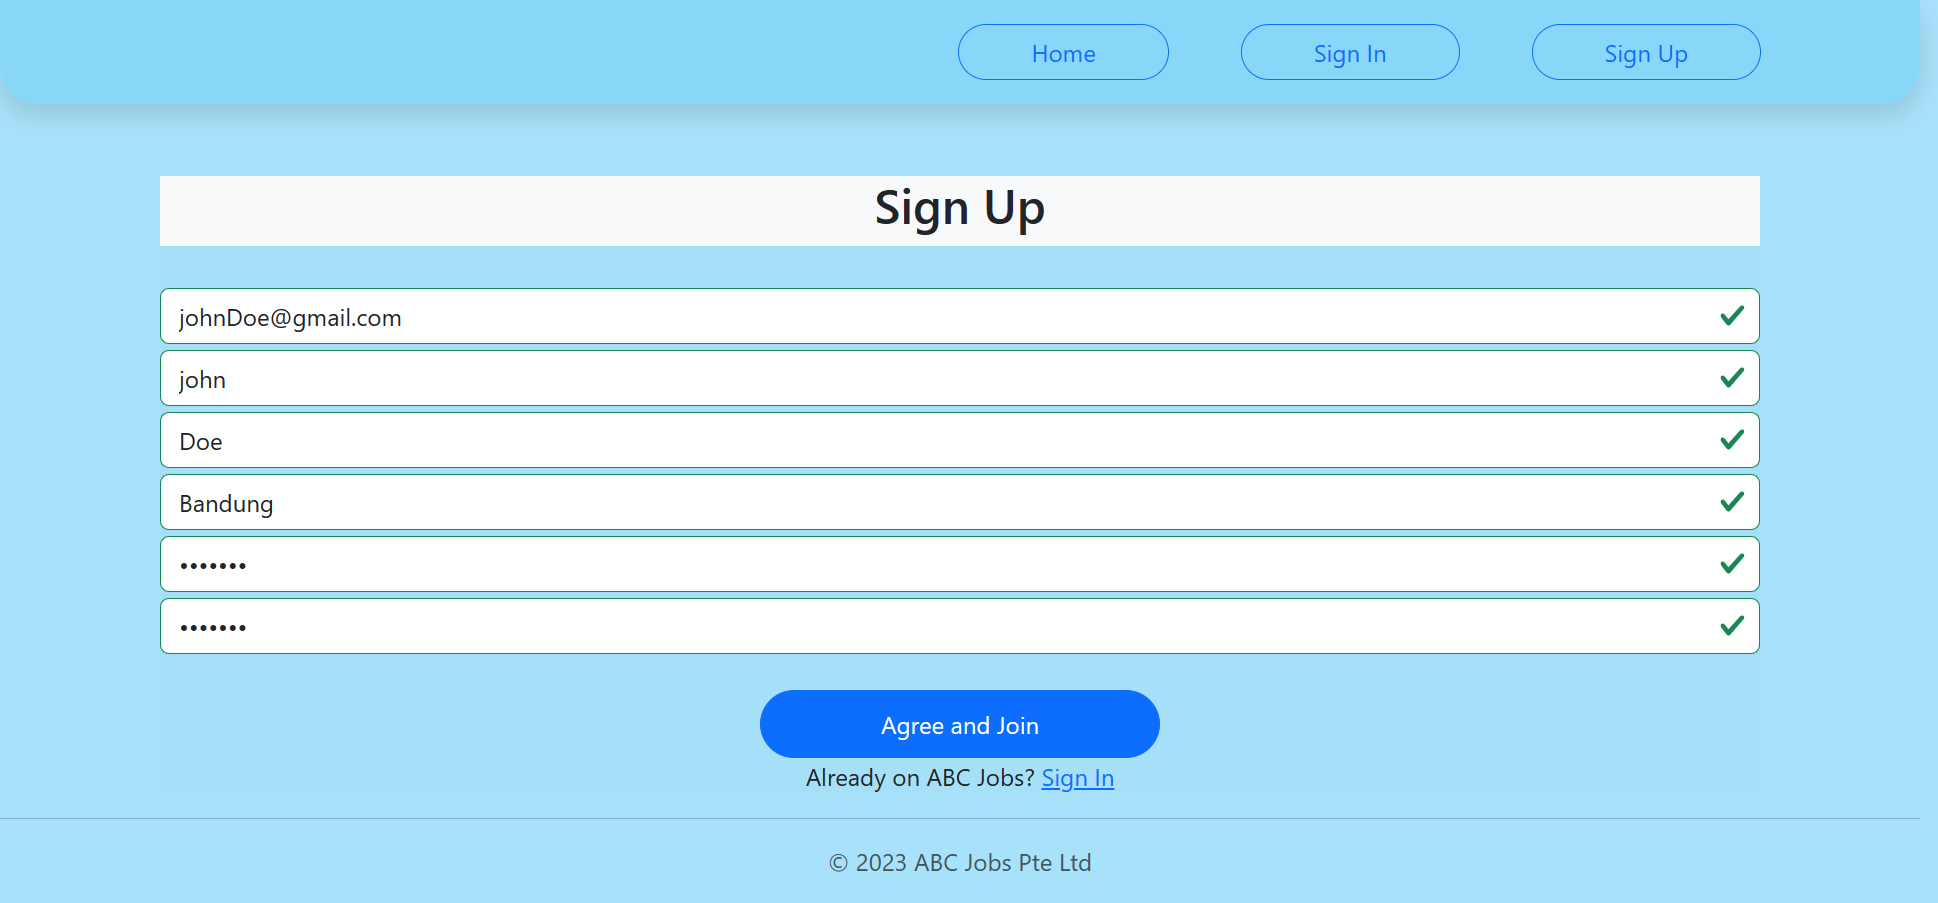 Home Sign In Sign Up
Sign Up
johnDoe@gmail.com
john
Doe
Bandung
•••••••
•••••••
Agree and Join
Already on ABC Jobs? Sign In
© 2023 ABC Jobs Pte Ltd